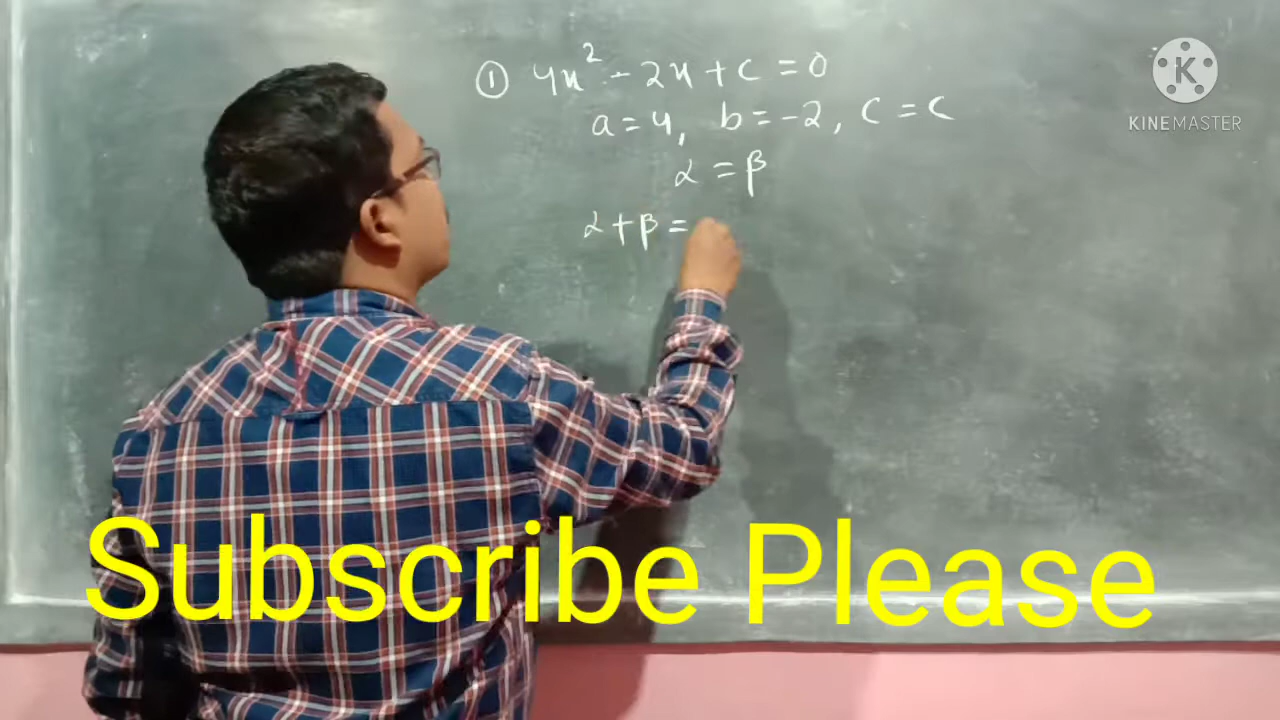 ① 4x² - 2x + c = 0
a = 4, b = -2, c = c
α = β
α + β =
K
KINEMASTER
Subscribe Please